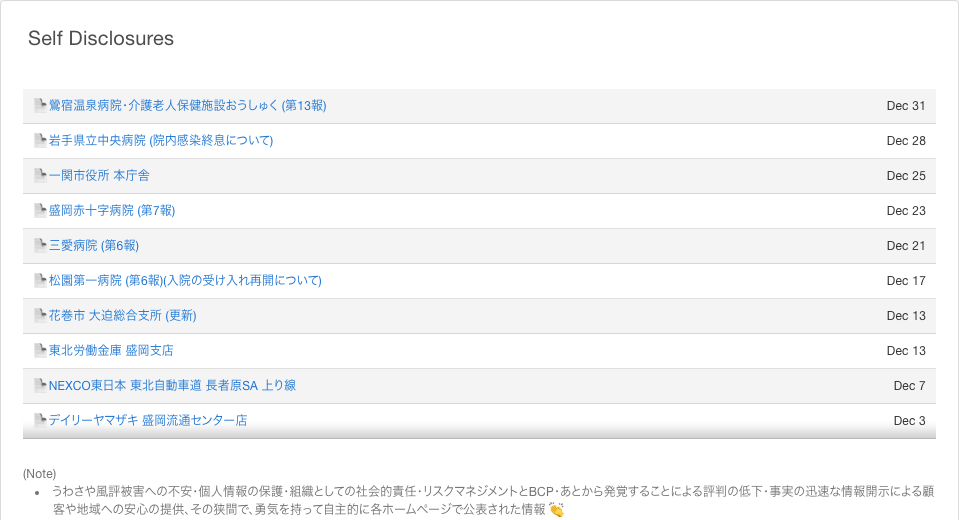 Self Disclosures
鶯宿温泉病院･介護老人保健施設おうしゅく (第13報) Dec 31
岩手県立中央病院 (院内感染終息について) Dec 28
一関市役所 本庁舎 Dec 25
盛岡赤十字病院 (第7報) Dec 23
三愛病院 (第6報) Dec 21
松園第一病院 (第6報)(入院の受け入れ再開について) Dec 17
花巻市 大迫総合支所 (更新) Dec 13
東北労働金庫 盛岡支店 Dec 13
NEXCO東日本 東北自動車道 長者原SA 上り線 Dec 7
デイリーヤマザキ 盛岡流通センター店 Dec 3
(Note)
• うわさや風評被害への不安･個人情報の保護･組織としての社会的責任･リスクマネジメントとBCP･あとから発覚することによる評判の低下･事実の迅速な情報開示による顧
客や地域への安心の提供、その狭間で、勇気を持って自主的に各ホームページで公表された情報 👏